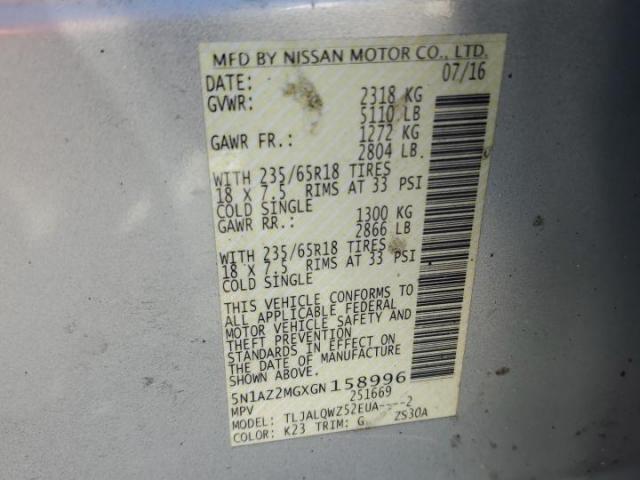 MFD BY NISSAN MOTOR CO., LTD.
DATE: 07/16
GVWR: 2318 KG
5110 LB
GAWR FR.: 1272 KG
2804 LB.
WITH 235/65R18 TIRES
18 X 7.5 RIMS AT 33 PSI
COLD SINGLE
GAWR RR.: 1300 KG
2866 LB
WITH 235/65R18 TIRES
18 X 7.5 RIMS AT 33 PSI
COLD SINGLE
THIS VEHICLE CONFORMS TO
ALL APPLICABLE FEDERAL
MOTOR VEHICLE SAFETY AND
THEFT PREVENTION
STANDARDS IN EFFECT ON
THE DATE OF MANUFACTURE
SHOWN ABOVE.
5N1AZ2MGXGN158996
MPV 251669
MODEL: TLJALQWZ52EUA----2
COLOR: K23 TRIM: G ZS30A